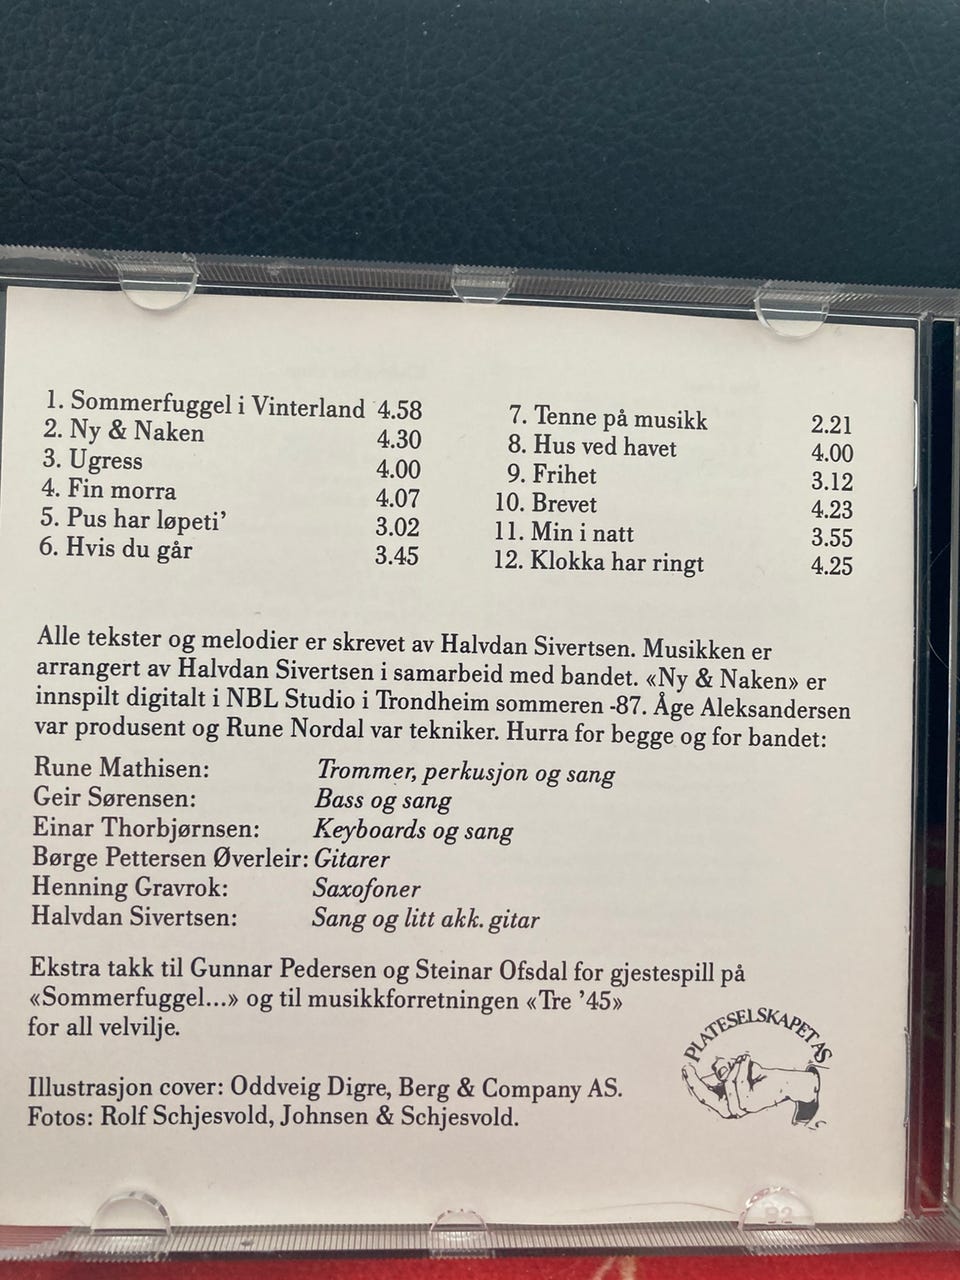 1. Sommerfuggel i Vinterland 4.58
2. Ny & Naken 4.30
3. Ugress 4.00
4. Fin morra 4.07
5. Pus har løpeti’ 3.02
6. Hvis du går 3.45
7. Tenne på musikk 2.21
8. Hus ved havet 4.00
9. Frihet 3.12
10. Brevet 4.23
11. Min i natt 3.55
12. Klokka har ringt 4.25
Alle tekster og melodier er skrevet av Halvdan Sivertsen. Musikken er
arrangert av Halvdan Sivertsen i samarbeid med bandet. «Ny & Naken» er
innspilt digitalt i NBL Studio i Trondheim sommeren -87. Åge Aleksandersen
var produsent og Rune Nordal var tekniker. Hurra for begge og for bandet:
Rune Mathisen: Trommer, perkusjon og sang
Geir Sørensen: Bass og sang
Einar Thorbjørnsen: Keyboards og sang
Børge Pettersen Øverleir: Gitarer
Henning Gravrok: Saxofoner
Halvdan Sivertsen: Sang og litt akk. gitar
Ekstra takk til Gunnar Pedersen og Steinar Ofsdal for gjestespill på
«Sommerfuggel...» og til musikkforretningen «Tre ’45»
for all velvilje.
PLATESELSKAPET AS
Illustrasjon cover: Oddveig Digre, Berg & Company AS.
Fotos: Rolf Schjesvold, Johnsen & Schjesvold.